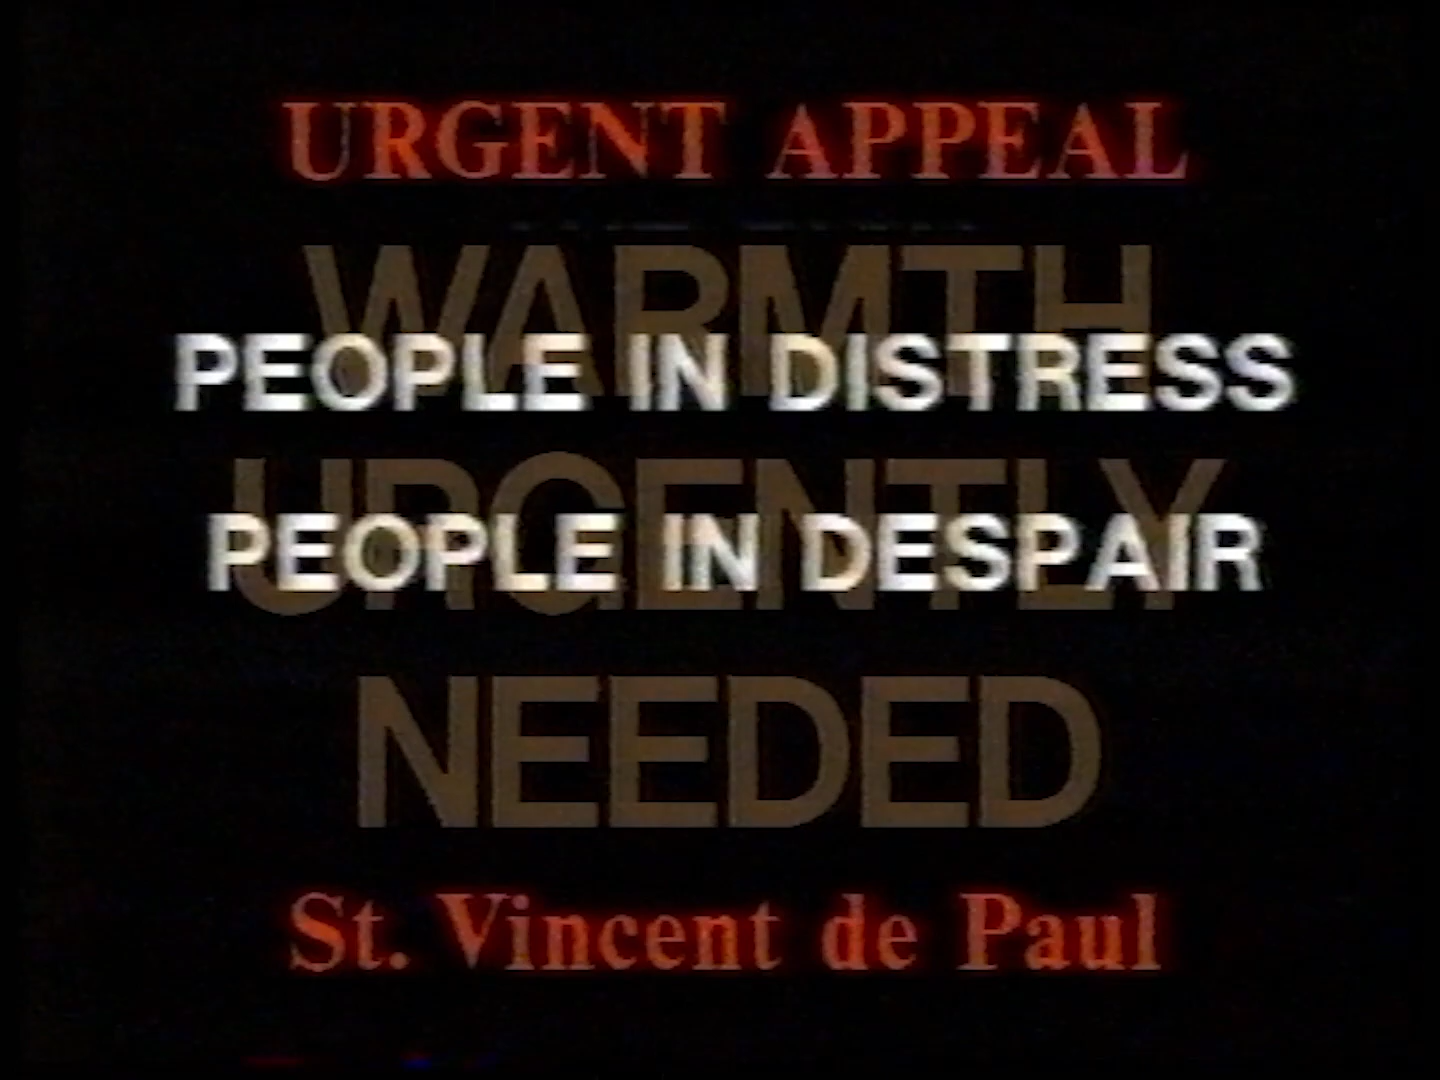 URGENT APPEAL
WARMTH
PEOPLE IN DISTRESS
URGENTLY
PEOPLE IN DESPAIR
NEEDED
St. Vincent de Paul